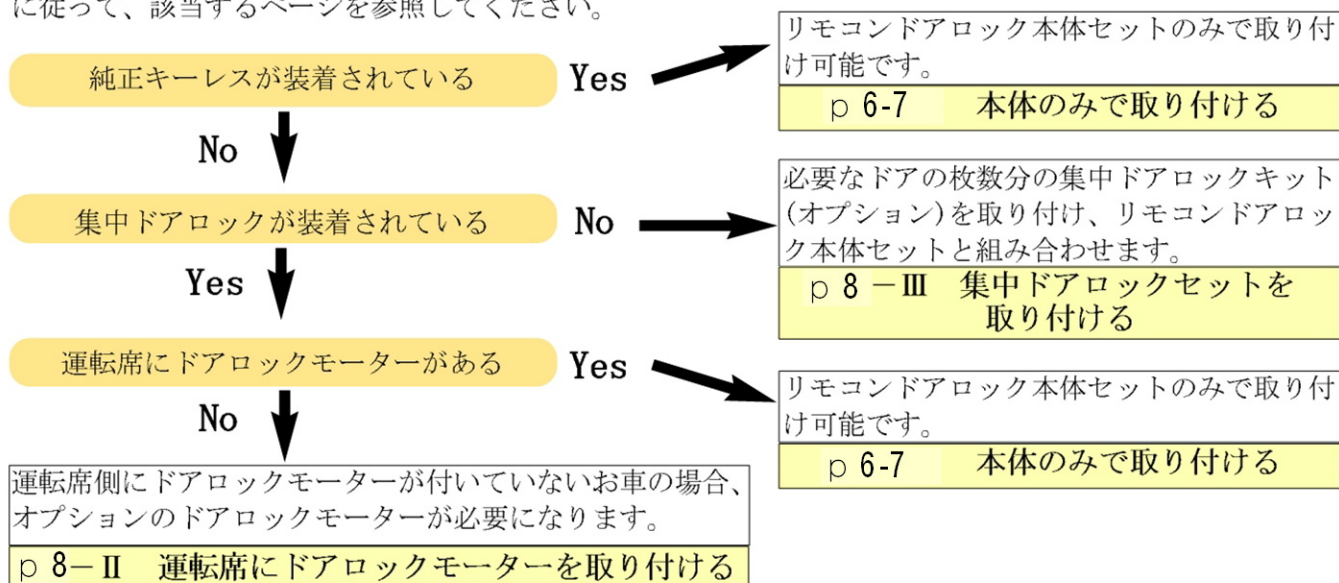 に従って、該当するページを参照してください。
純正キーレスが装着されている
Yes
リモコンドアロック本体セットのみで取り付
け可能です。
p 6-7 本体のみで取り付ける
No
集中ドアロックが装着されている
No
必要なドアの枚数分の集中ドアロックキット
(オプション)を取り付け、リモコンドアロッ
ク本体セットと組み合わせます。
p 8 －Ⅲ 集中ドアロックセットを
取り付ける
Yes
運転席にドアロックモーターがある
Yes
リモコンドアロック本体セットのみで取り付
け可能です。
p 6-7 本体のみで取り付ける
No
運転席側にドアロックモーターが付いていないお車の場合、
オプションのドアロックモーターが必要になります。
p 8－Ⅱ 運転席にドアロックモーターを取り付ける